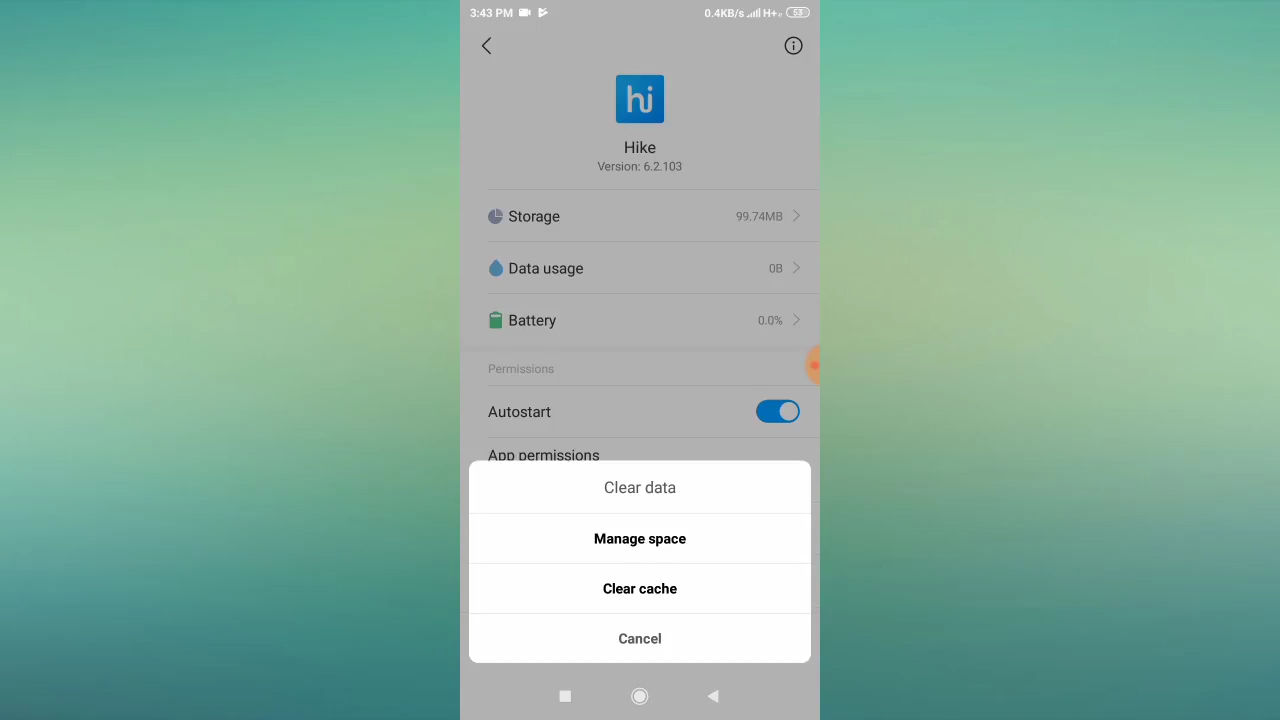 3:43 PM 0.4KB/s H+ 53
hi
Hike
Version: 6.2.103
Storage 99.74MB
Data usage 0B
Battery 0.0%
Permissions
Autostart
App permissions
Clear data
Manage space
Clear cache
Cancel